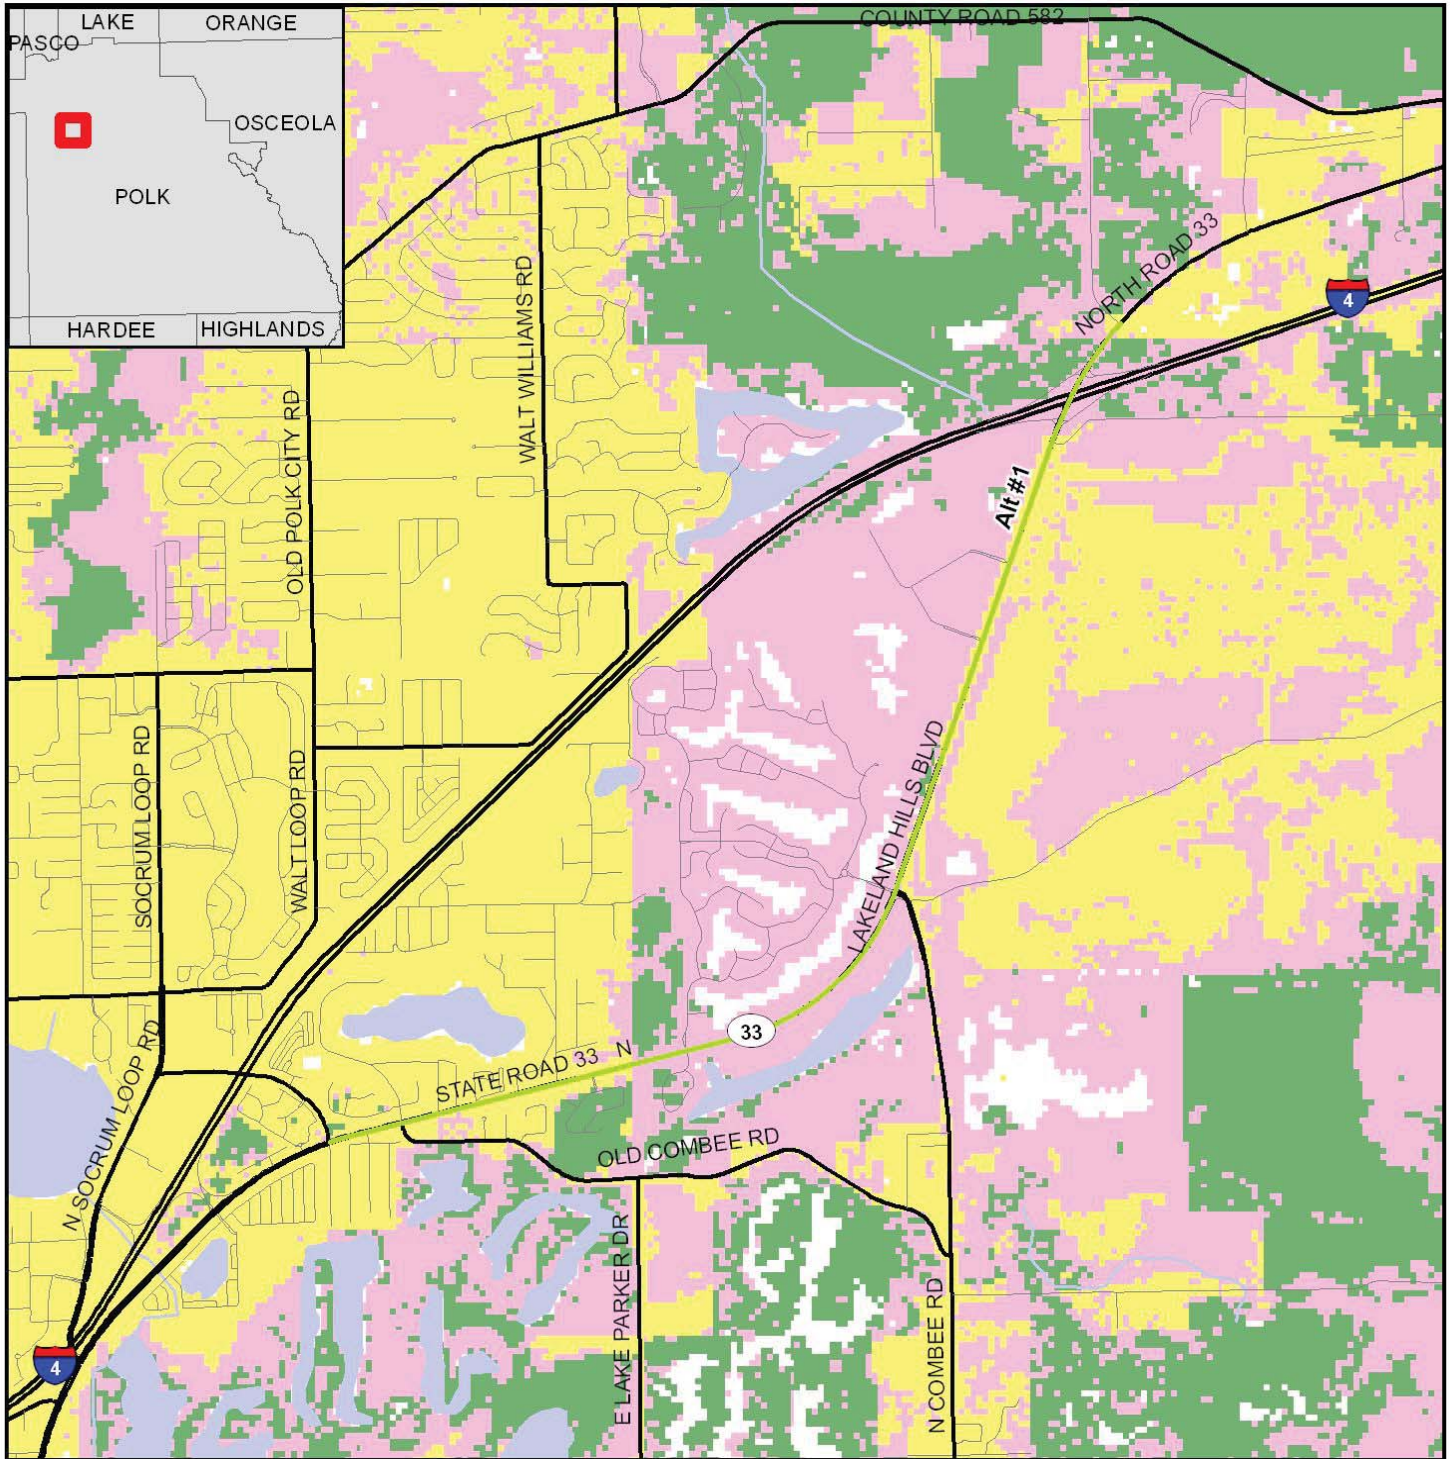 LAKE
ORANGE
PASCO
OSCEOLA
POLK
HARDEE
HIGHLANDS
COUNTY ROAD 582
NORTH ROAD 33
4
WALT WILLIAMS RD
OLD POLK CITY RD
Alt #1
SOCRUM LOOP RD
WALT LOOP RD
LAKELAND HILLS BLVD
33
STATE ROAD 33 N
N SOCRUM LOOP RD
OLD COMBEE RD
E LAKE PARKER DR
N COMBEE RD
4